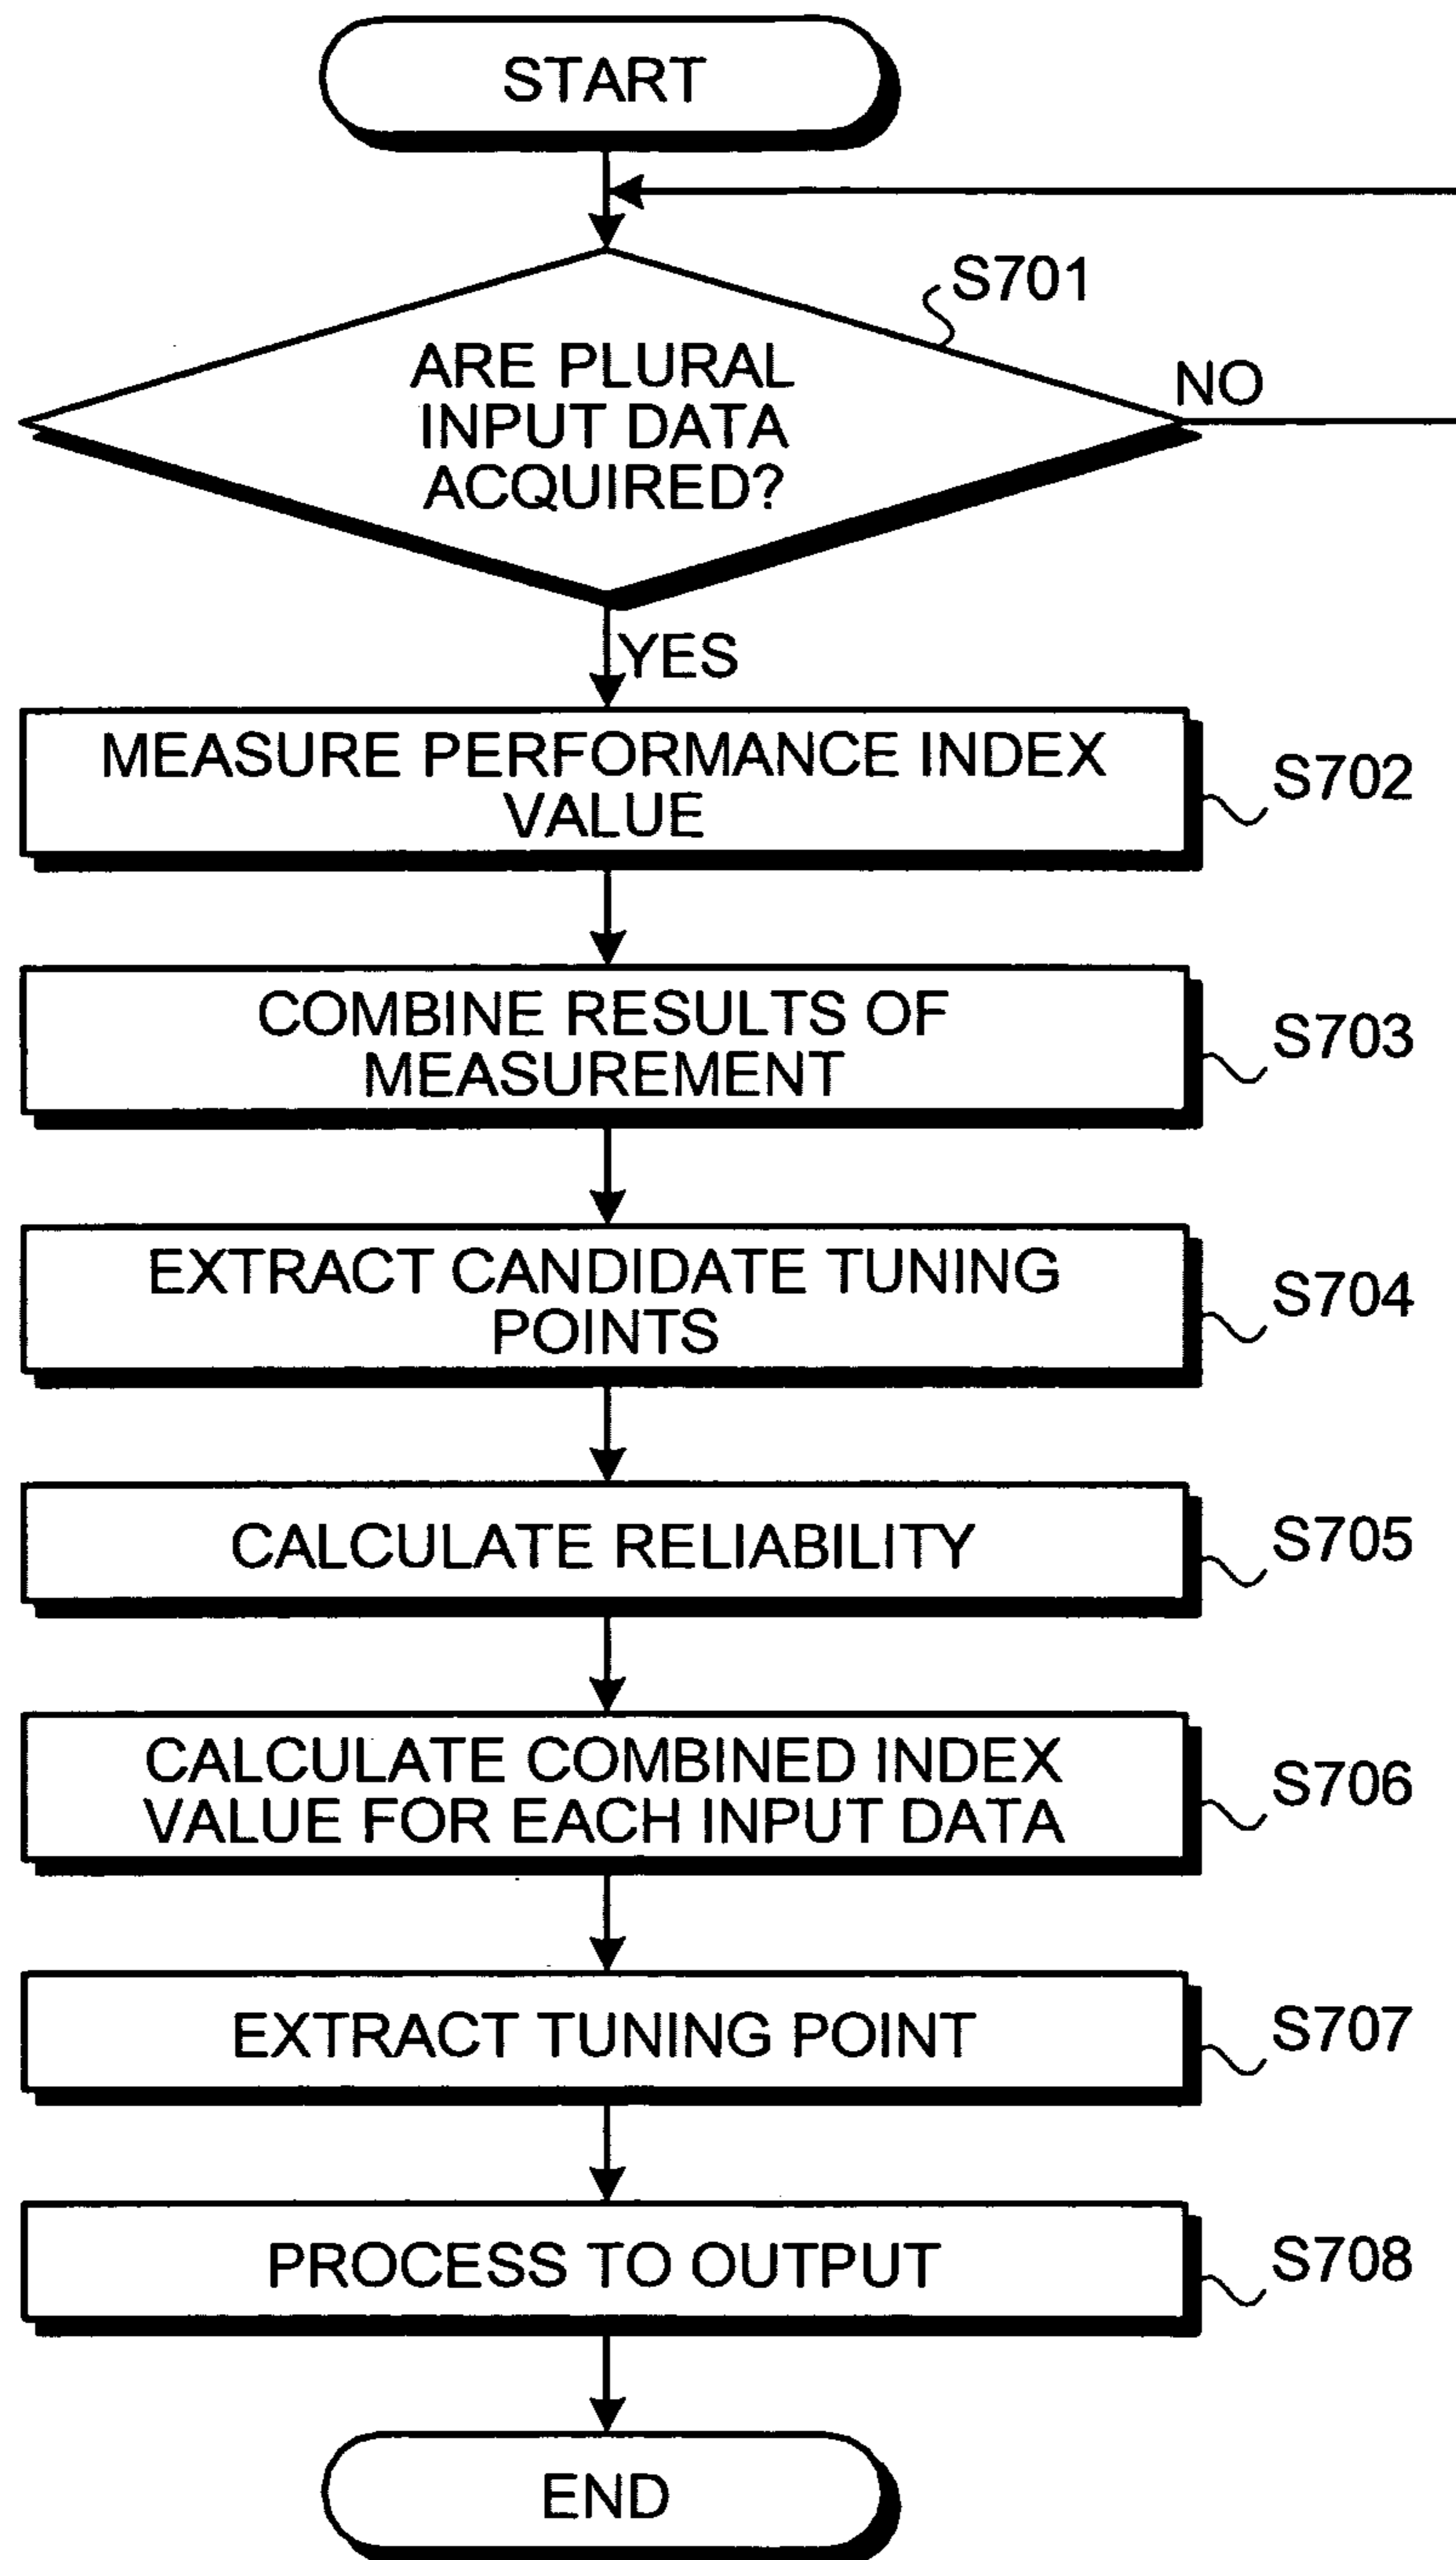 START
S701
ARE PLURAL
INPUT DATA
ACQUIRED?
NO
YES
MEASURE PERFORMANCE INDEX
VALUE
S702
COMBINE RESULTS OF
MEASUREMENT
S703
EXTRACT CANDIDATE TUNING
POINTS
S704
CALCULATE RELIABILITY
S705
CALCULATE COMBINED INDEX
VALUE FOR EACH INPUT DATA
S706
EXTRACT TUNING POINT
S707
PROCESS TO OUTPUT
S708
END